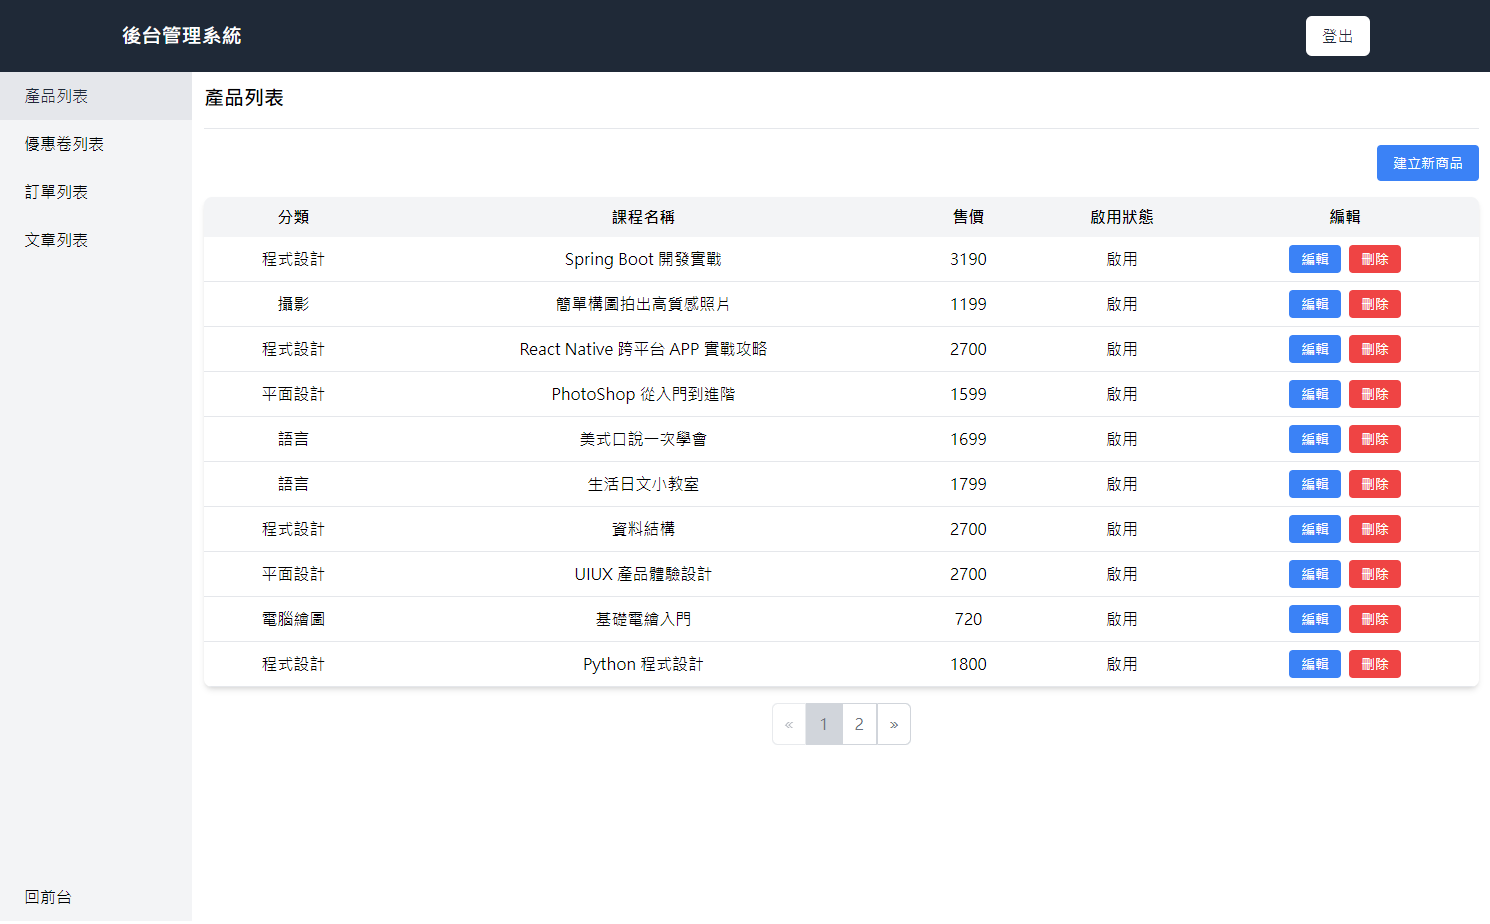 後台管理系統
登出
產品列表
優惠卷列表
訂單列表
文章列表
回前台
產品列表
建立新商品
分類 課程名稱 售價 啟用狀態 編輯
程式設計 Spring Boot 開發實戰 3190 啟用 編輯 刪除
攝影 簡單構圖拍出高質感照片 1199 啟用 編輯 刪除
程式設計 React Native 跨平台 APP 實戰攻略 2700 啟用 編輯 刪除
平面設計 PhotoShop 從入門到進階 1599 啟用 編輯 刪除
語言 美式口說一次學會 1699 啟用 編輯 刪除
語言 生活日文小教室 1799 啟用 編輯 刪除
程式設計 資料結構 2700 啟用 編輯 刪除
平面設計 UIUX 產品體驗設計 2700 啟用 編輯 刪除
電腦繪圖 基礎電繪入門 720 啟用 編輯 刪除
程式設計 Python 程式設計 1800 啟用 編輯 刪除
« 1 2 »